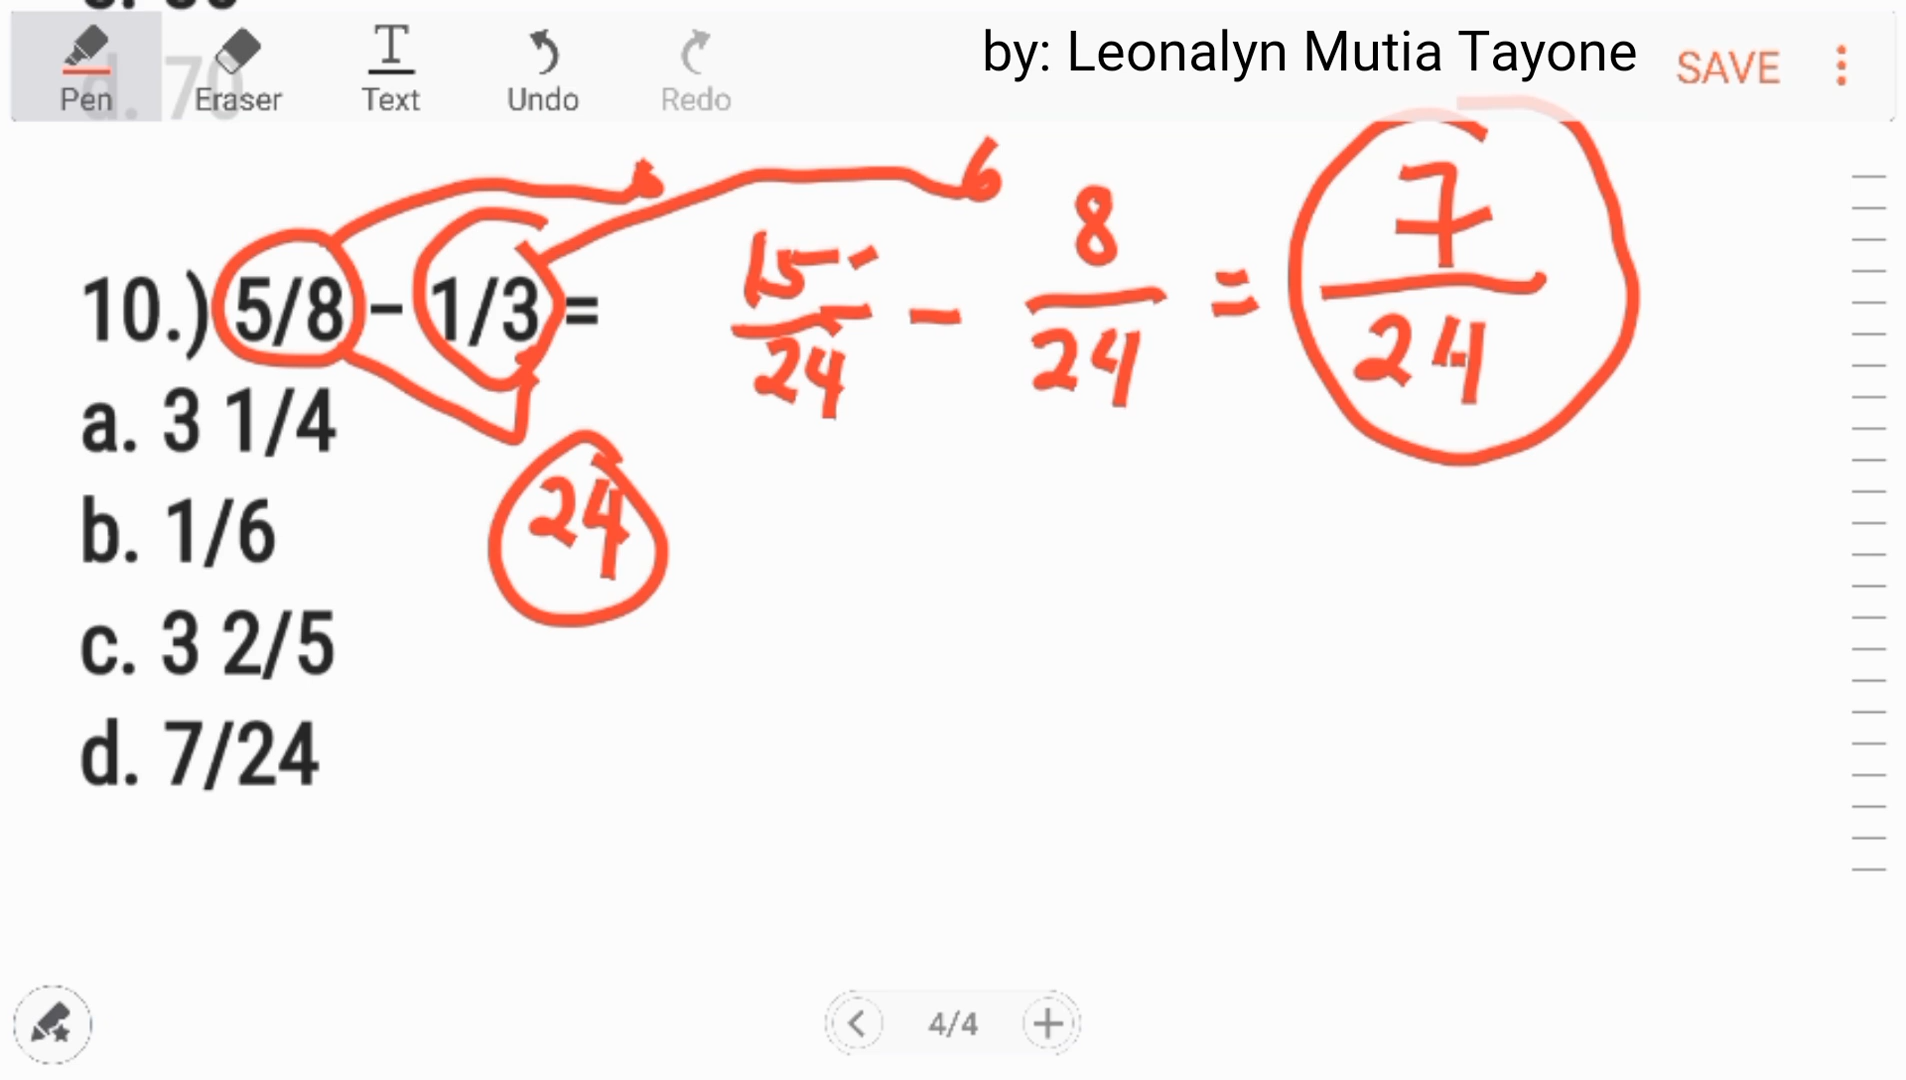 d. 70
Pen Eraser Text Undo Redo
by: Leonalyn Mutia Tayone
SAVE
6
10.) 5/8 - 1/3 =
15/24 - 8/24 = 7/24
24
a. 3 1/4
b. 1/6
c. 3 2/5
d. 7/24
4/4